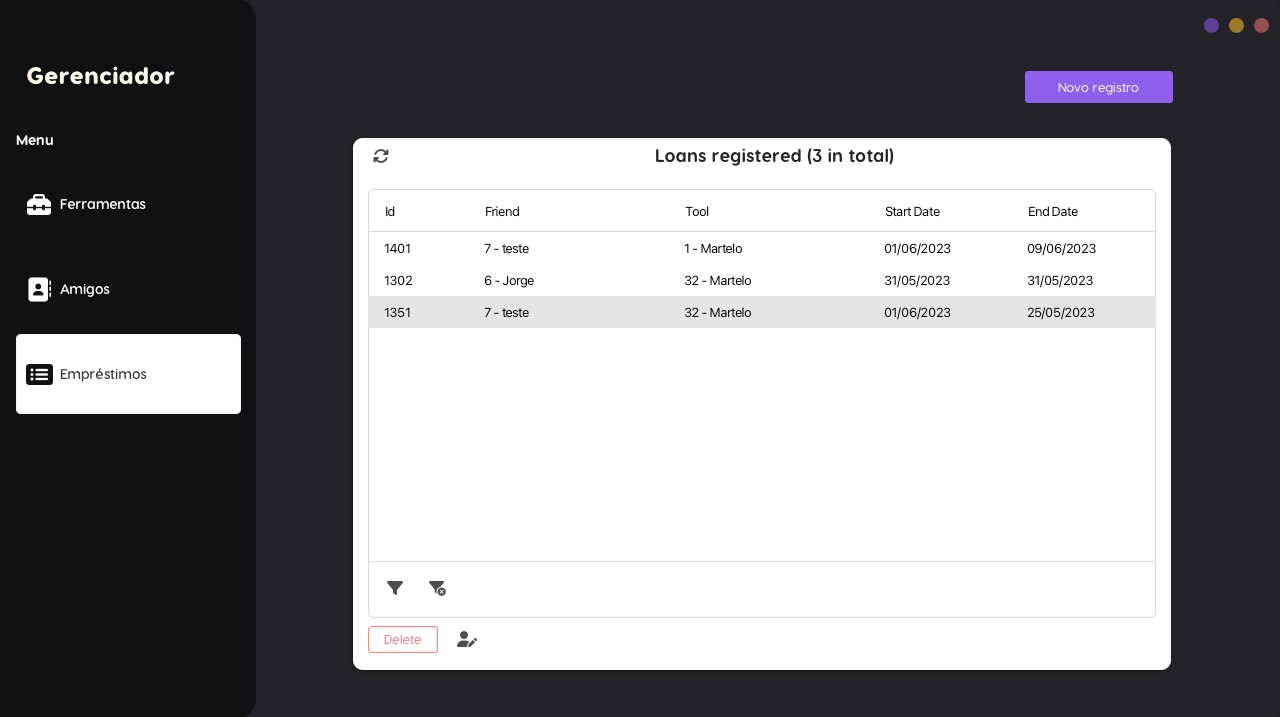 Gerenciador
Menu
Ferramentas
Amigos
Empréstimos
Novo registro
Loans registered (3 in total)
Id Friend Tool Start Date End Date
1401 7 - teste 1 - Martelo 01/06/2023 09/06/2023
1302 6 - Jorge 32 - Martelo 31/05/2023 31/05/2023
1351 7 - teste 32 - Martelo 01/06/2023 25/05/2023
Delete